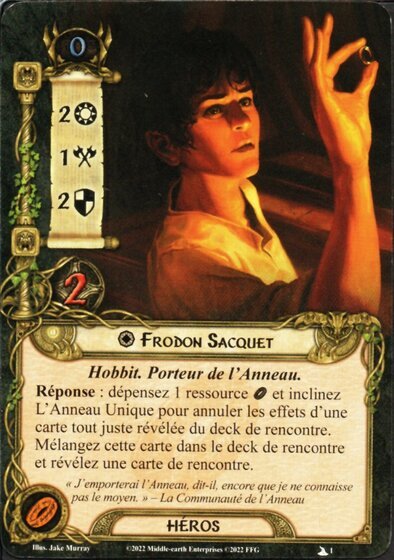 0
2
1
2
2
Frodon Sacquet
Hobbit. Porteur de l'Anneau.
Réponse : dépensez 1 ressource et inclinez
L'Anneau Unique pour annuler les effets d'une
carte tout juste révélée du deck de rencontre.
Mélangez cette carte dans le deck de rencontre
et révélez une carte de rencontre.
« J'emporterai l'Anneau, dit-il, encore que je ne connaisse
pas le moyen. » – La Communauté de l'Anneau
HÉROS
Illus. Jake Murray ©2022 Middle-earth Enterprises ©2022 FFG 1